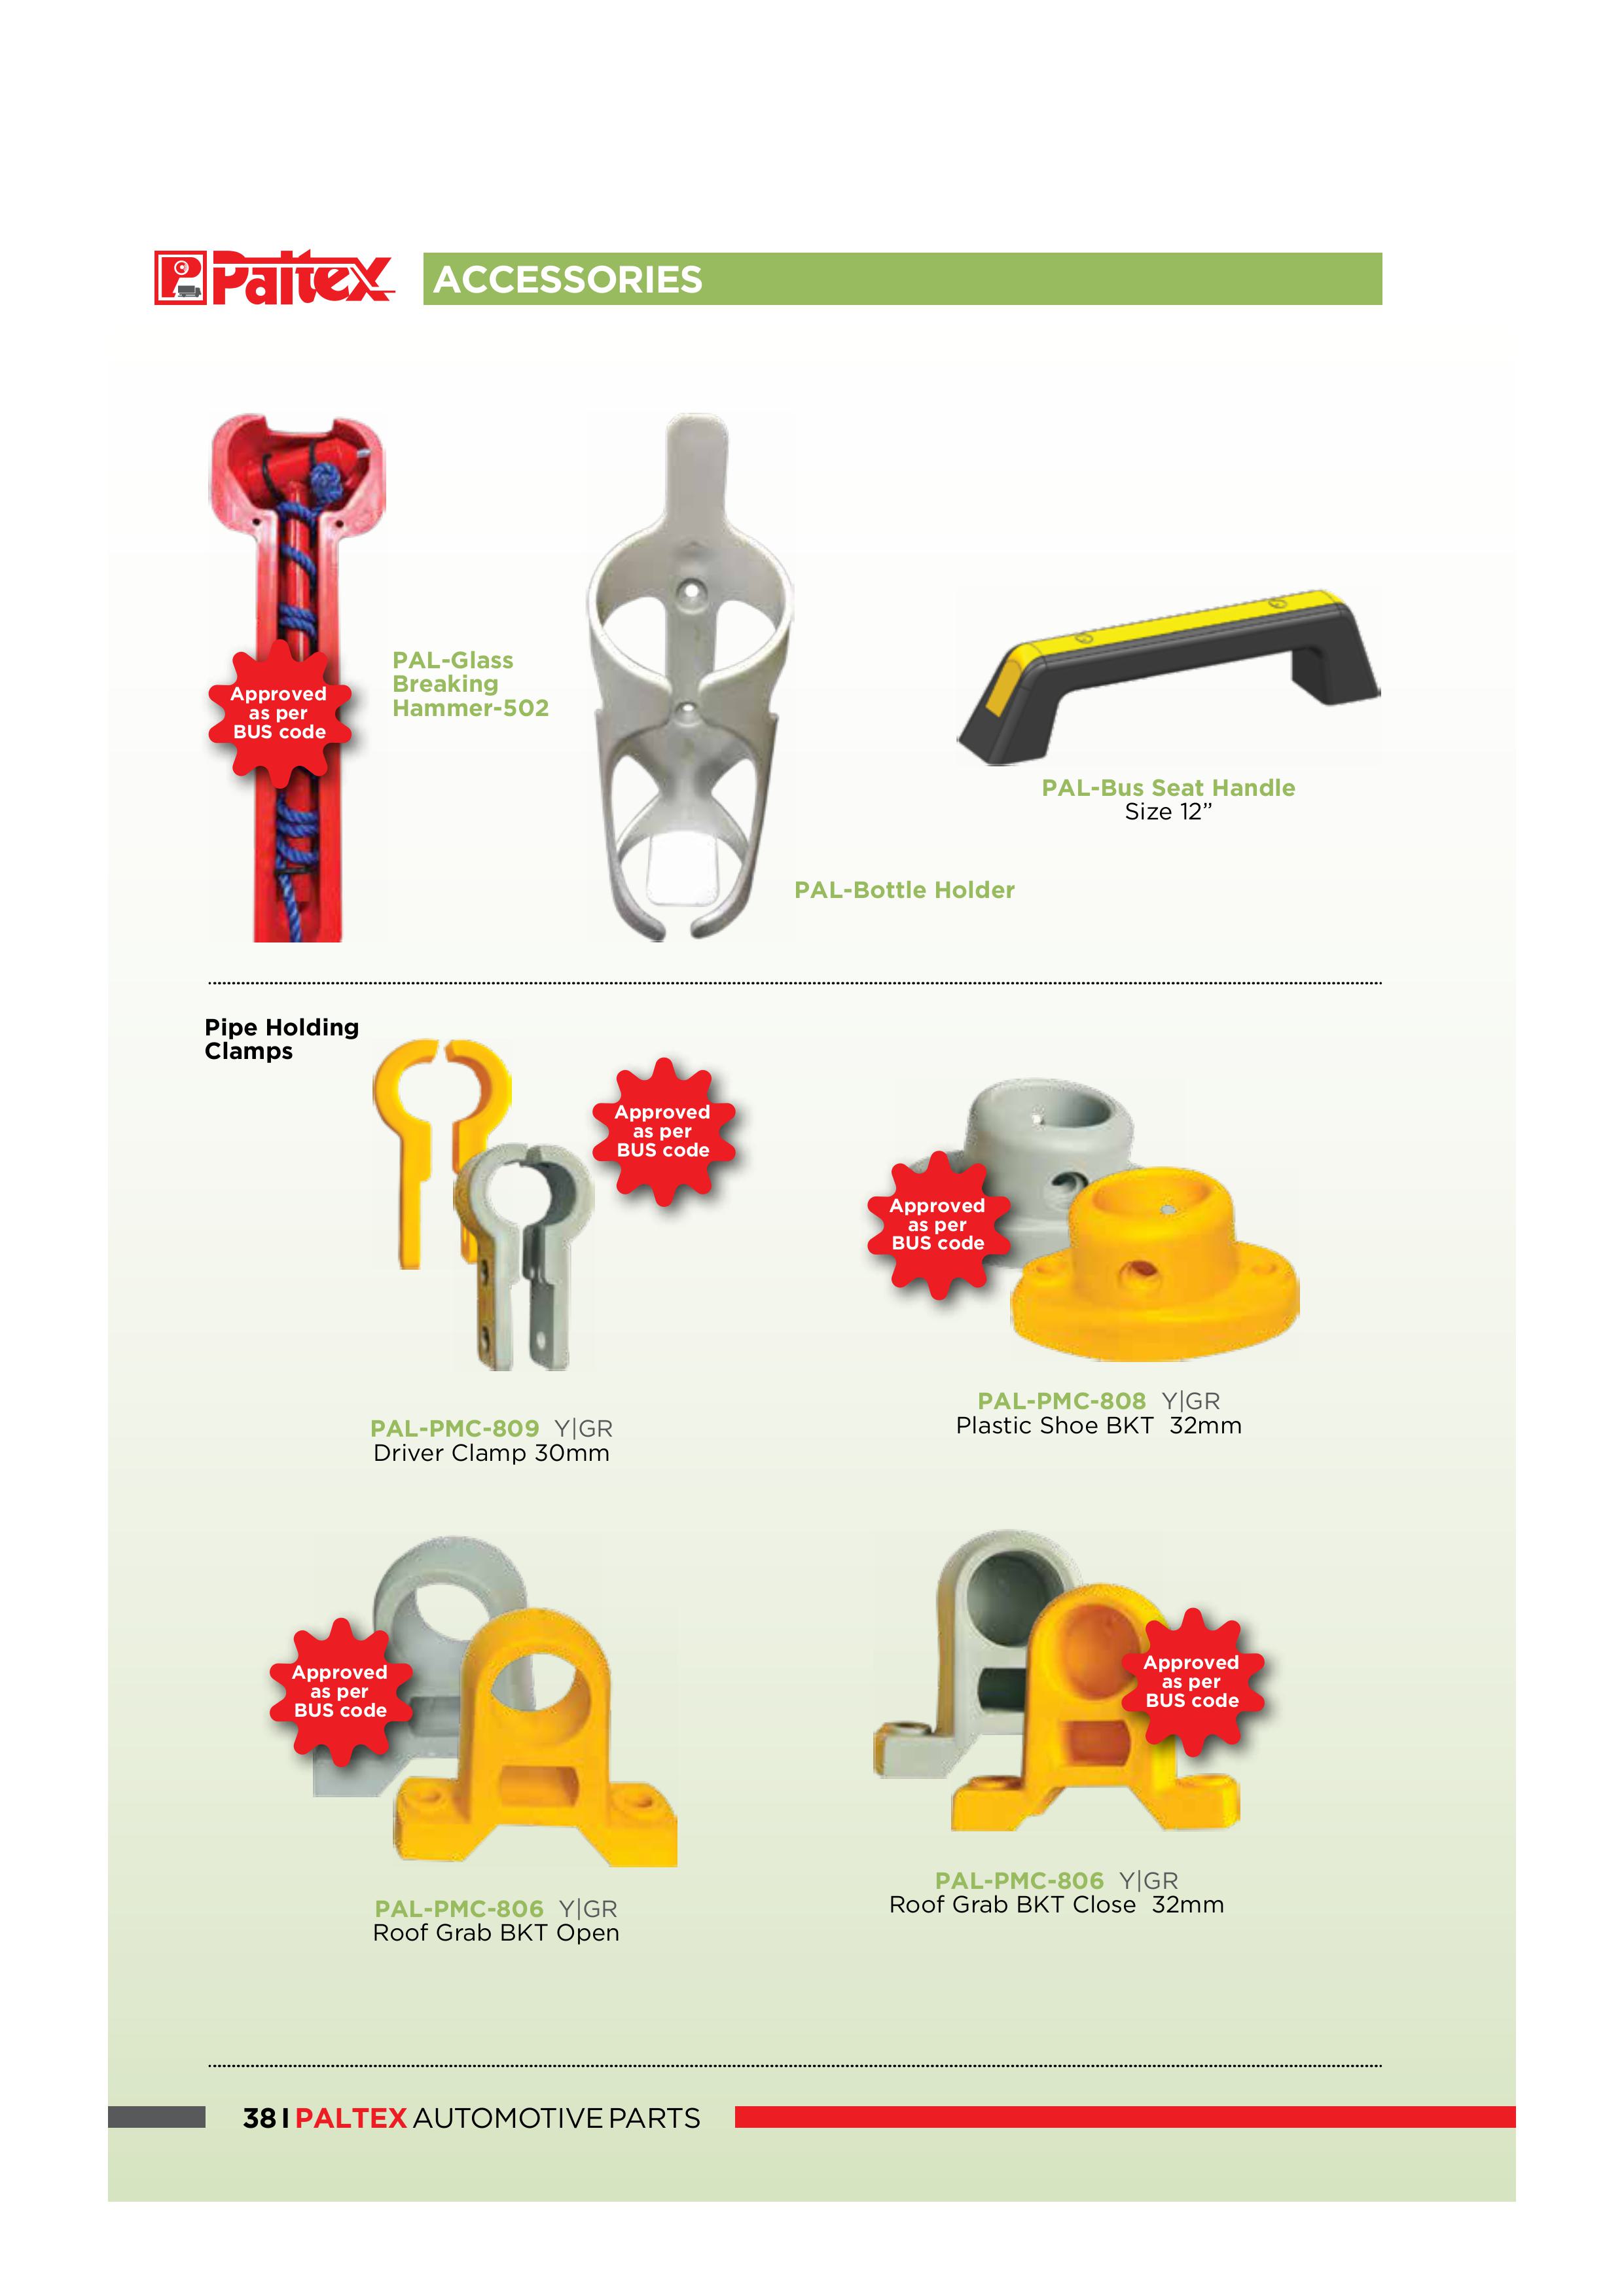 Paltex
ACCESSORIES
Approved
as per
BUS code
PAL-Glass
Breaking
Hammer-502
PAL-Bus Seat Handle
Size 12”
PAL-Bottle Holder
Pipe Holding
Clamps
Approved
as per
BUS code
Approved
as per
BUS code
PAL-PMC-809 Y|GR
Driver Clamp 30mm
PAL-PMC-808 Y|GR
Plastic Shoe BKT 32mm
Approved
as per
BUS code
Approved
as per
BUS code
PAL-PMC-806 Y|GR
Roof Grab BKT Open
PAL-PMC-806 Y|GR
Roof Grab BKT Close 32mm
38 I PALTEX AUTOMOTIVE PARTS